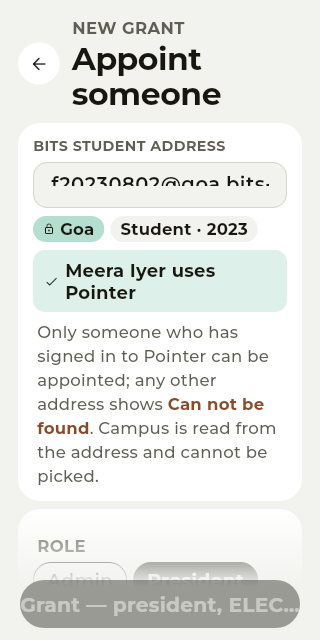 NEW GRANT
Appoint
someone
BITS STUDENT ADDRESS
f20230802@goa.bits-
Goa
Student · 2023
Meera Iyer uses
Pointer
Only someone who has
signed in to Pointer can be
appointed; any other
address shows Can not be
found. Campus is read from
the address and cannot be
picked.
ROLE
Admin
President
Grant — president, ELEC…